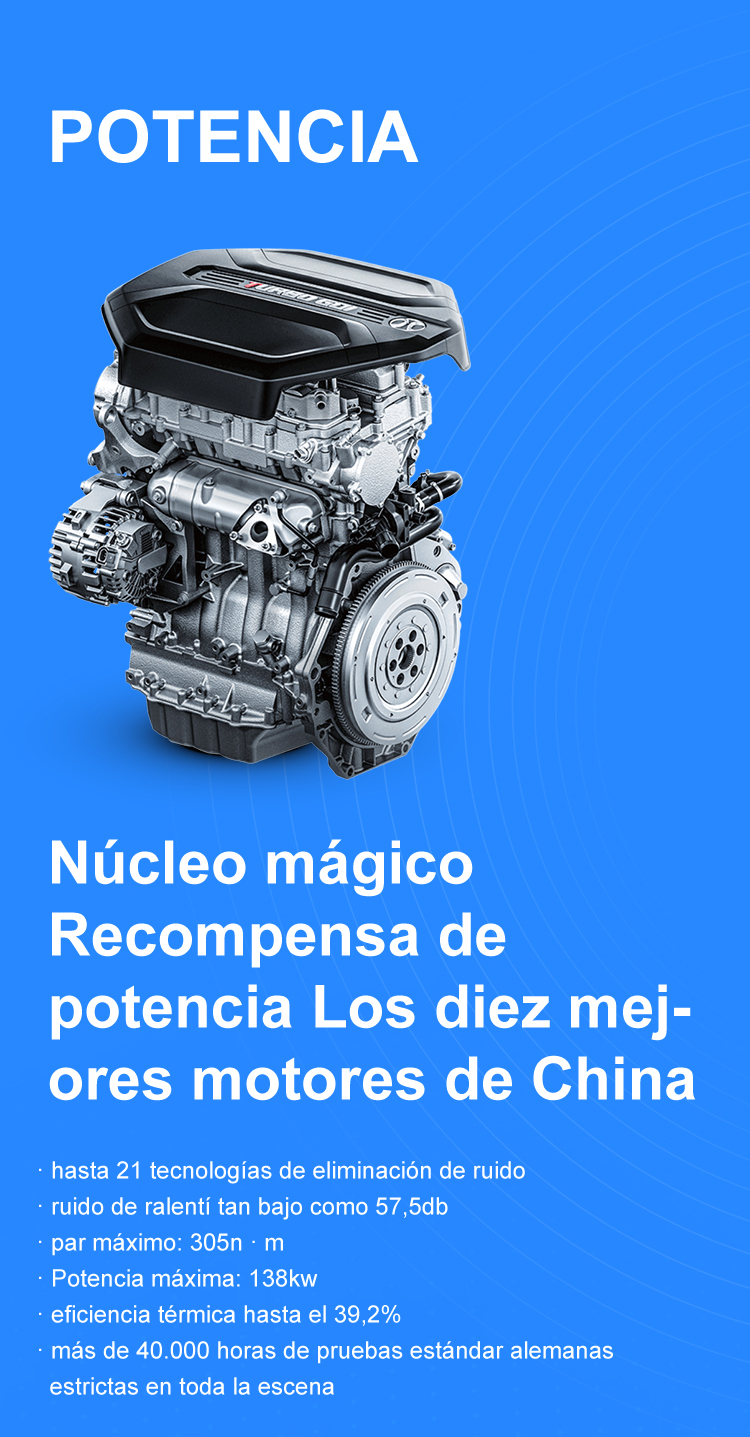 POTENCIA
TURBO GDI
Núcleo mágico
Recompensa de
potencia Los diez mej-
ores motores de China
· hasta 21 tecnologías de eliminación de ruido
· ruido de ralentí tan bajo como 57,5db
· par máximo: 305n · m
· Potencia máxima: 138kw
· eficiencia térmica hasta el 39,2%
· más de 40.000 horas de pruebas estándar alemanas
estrictas en toda la escena